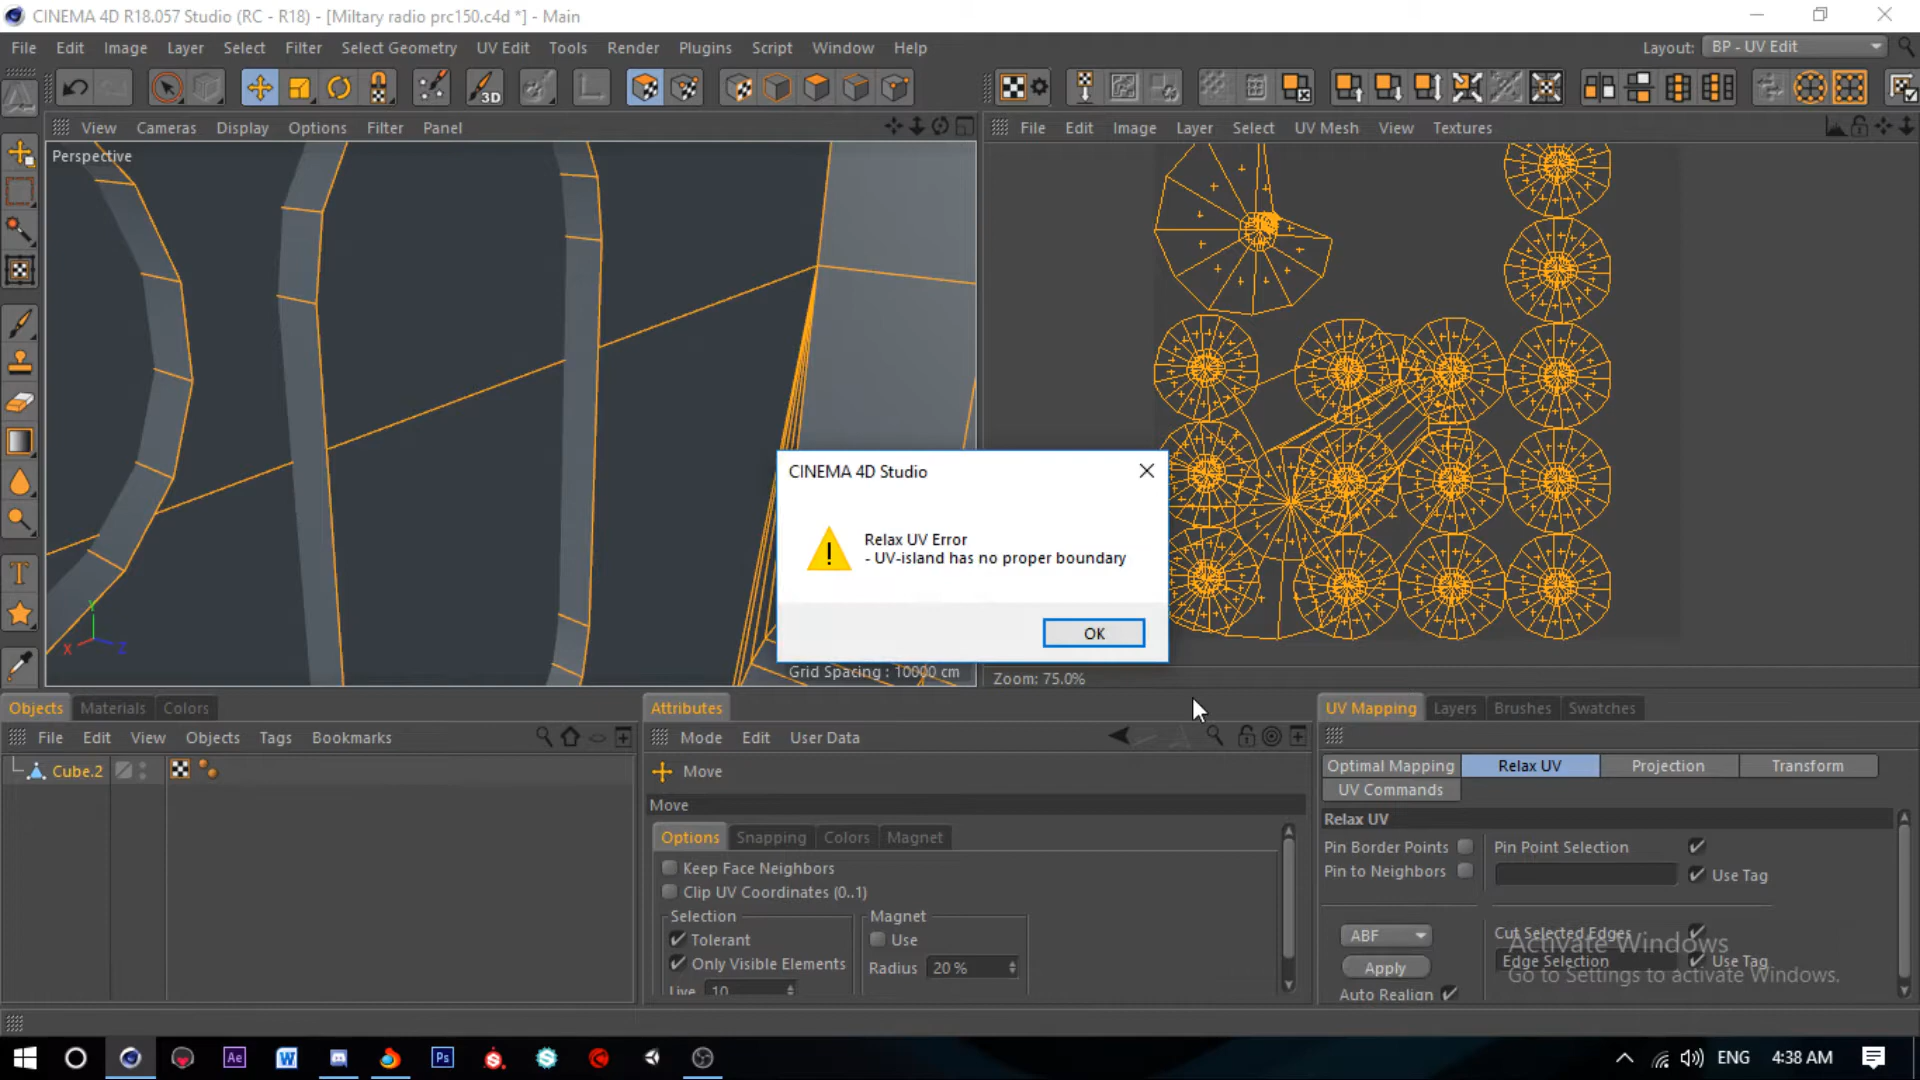 CINEMA 4D R18.057 Studio (RC - R18) - [Miltary radio prc150.c4d *] - Main
File Edit Image Layer Select Filter Select Geometry UV Edit Tools Render Plugins Script Window Help Layout: BP - UV Edit
3D
View Cameras Display Options Filter Panel
File Edit Image Layer Select UV Mesh View Textures
Perspective
CINEMA 4D Studio
Relax UV Error
- UV-island has no proper boundary
OK
Y
X Z
Grid Spacing : 10000 cm
Zoom: 75.0%
Objects Materials Colors
File Edit View Objects Tags Bookmarks
Cube.2
Attributes
Mode Edit User Data
Move
Move
Options Snapping Colors Magnet
Keep Face Neighbors
Clip UV Coordinates (0..1)
Selection
Tolerant
Only Visible Elements
Live 10
Magnet
Use
Radius 20 %
UV Mapping Layers Brushes Swatches
Optimal Mapping Relax UV Projection Transform
UV Commands
Relax UV
Pin Border Points
Pin to Neighbors
Pin Point Selection
Use Tag
ABF
Apply
Auto Realign
Cut Selected Edges
Edge Selection Use Tag
Activate Windows
Go to Settings to activate Windows.
Ae W Ps
ENG 4:38 AM